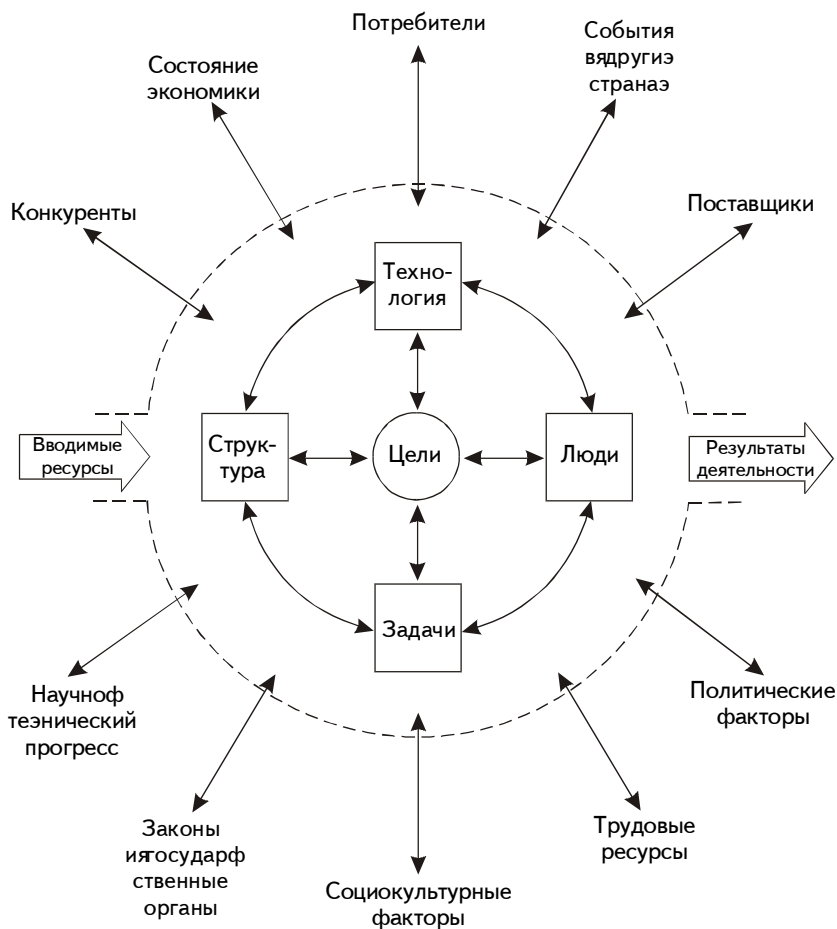 Потребители
События
вядругиэ
странаэ
Состояние
экономики
Конкуренты
Поставщики
Техно-
логия
Вводимые
ресурсы
Струк-
тура
Цели
Люди
Результаты
деятельности
Задачи
Научноф
теэнический
прогресс
Политические
факторы
Законы
иягосударф
ственные
органы
Трудовые
ресурсы
Социокультурные
факторы